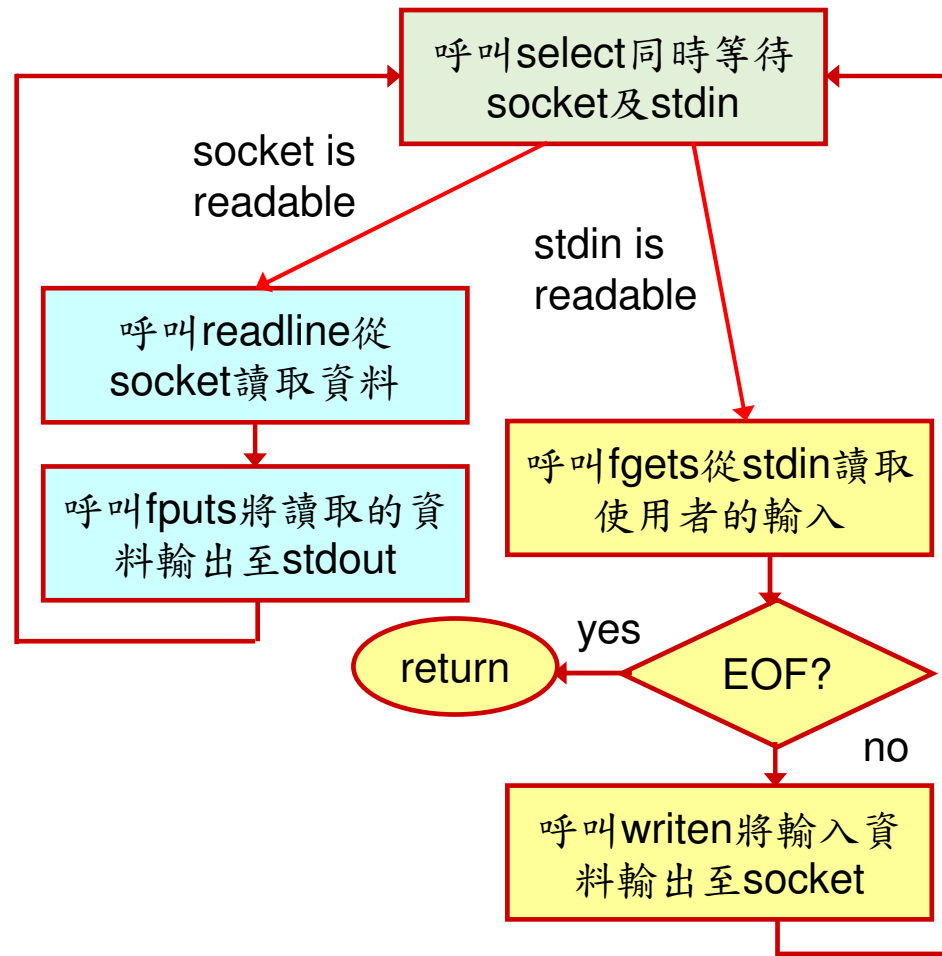 呼叫select同時等待
socket及stdin
socket is
readable
stdin is
readable
呼叫readline從
socket讀取資料
呼叫fputs將讀取的資
料輸出至stdout
呼叫fgets從stdin讀取
使用者的輸入
yes
return
EOF?
no
呼叫writen將輸入資
料輸出至socket